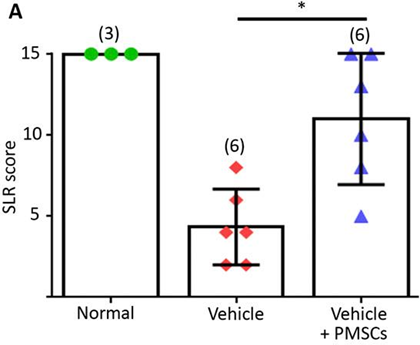 A
*
(3)
(6)
(6)
15
10
5
SLR score
Normal
Vehicle
Vehicle
+ PMSCs